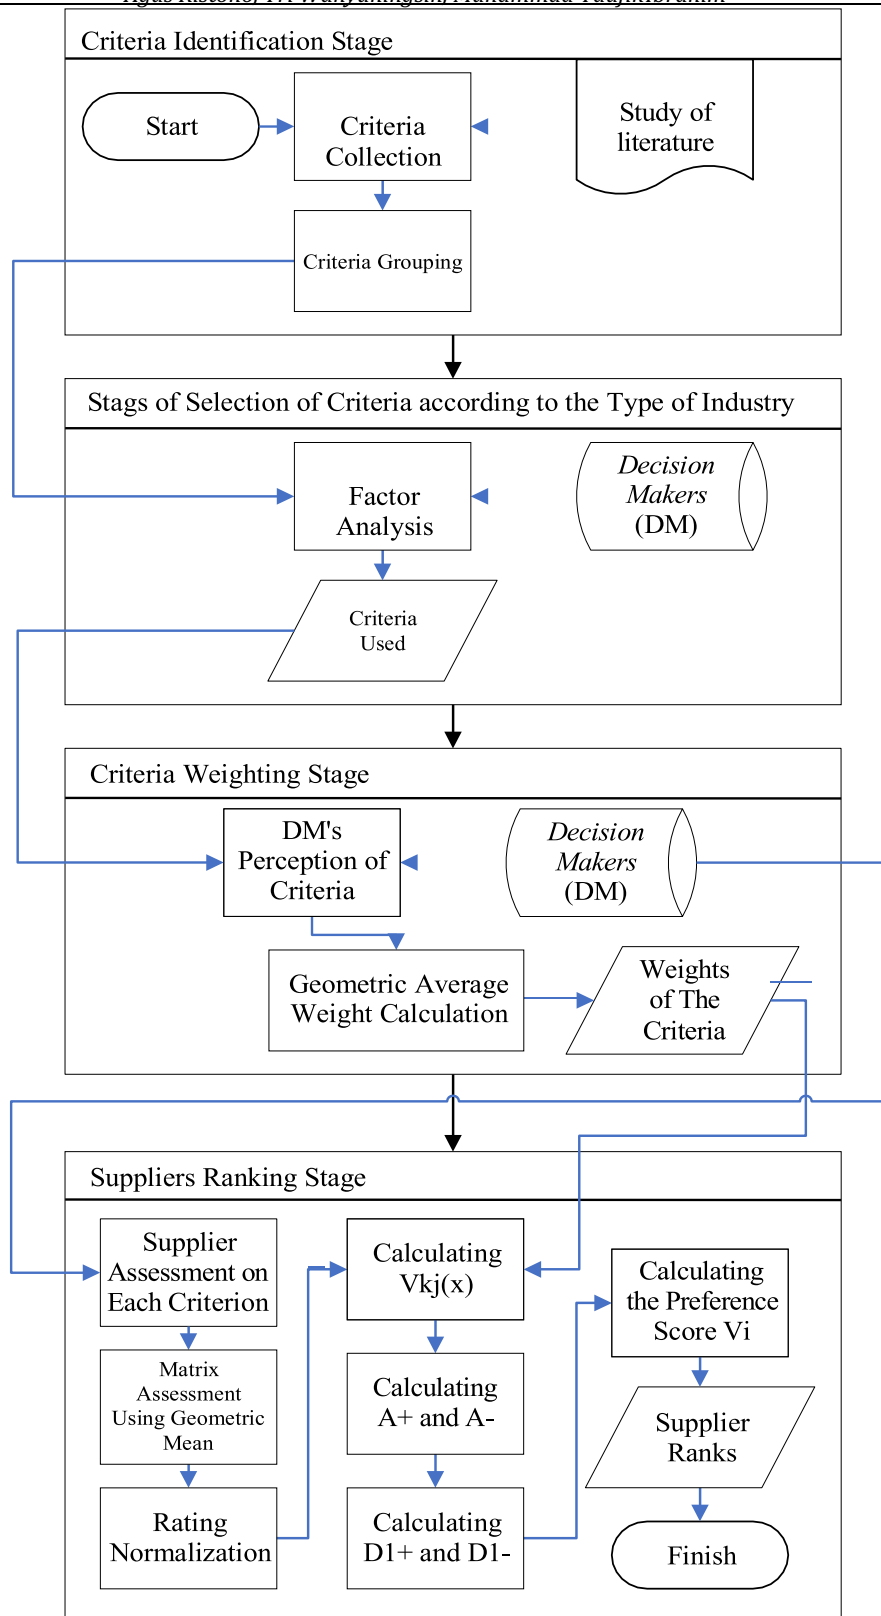 Criteria Identification Stage
Start
Criteria
Collection
Study of
literature
Criteria Grouping
Stags of Selection of Criteria according to the Type of Industry
Factor
Analysis
Decision
Makers
(DM)
Criteria
Used
Criteria Weighting Stage
DM's
Perception of
Criteria
Decision
Makers
(DM)
Geometric Average
Weight Calculation
Weights
of The
Criteria
Suppliers Ranking Stage
Supplier
Assessment on
Each Criterion
Matrix
Assessment
Using Geometric
Mean
Rating
Normalization
Calculating
Vkj(x)
Calculating
A+ and A-
Calculating
D1+ and D1-
Calculating
the Preference
Score Vi
Supplier
Ranks
Finish